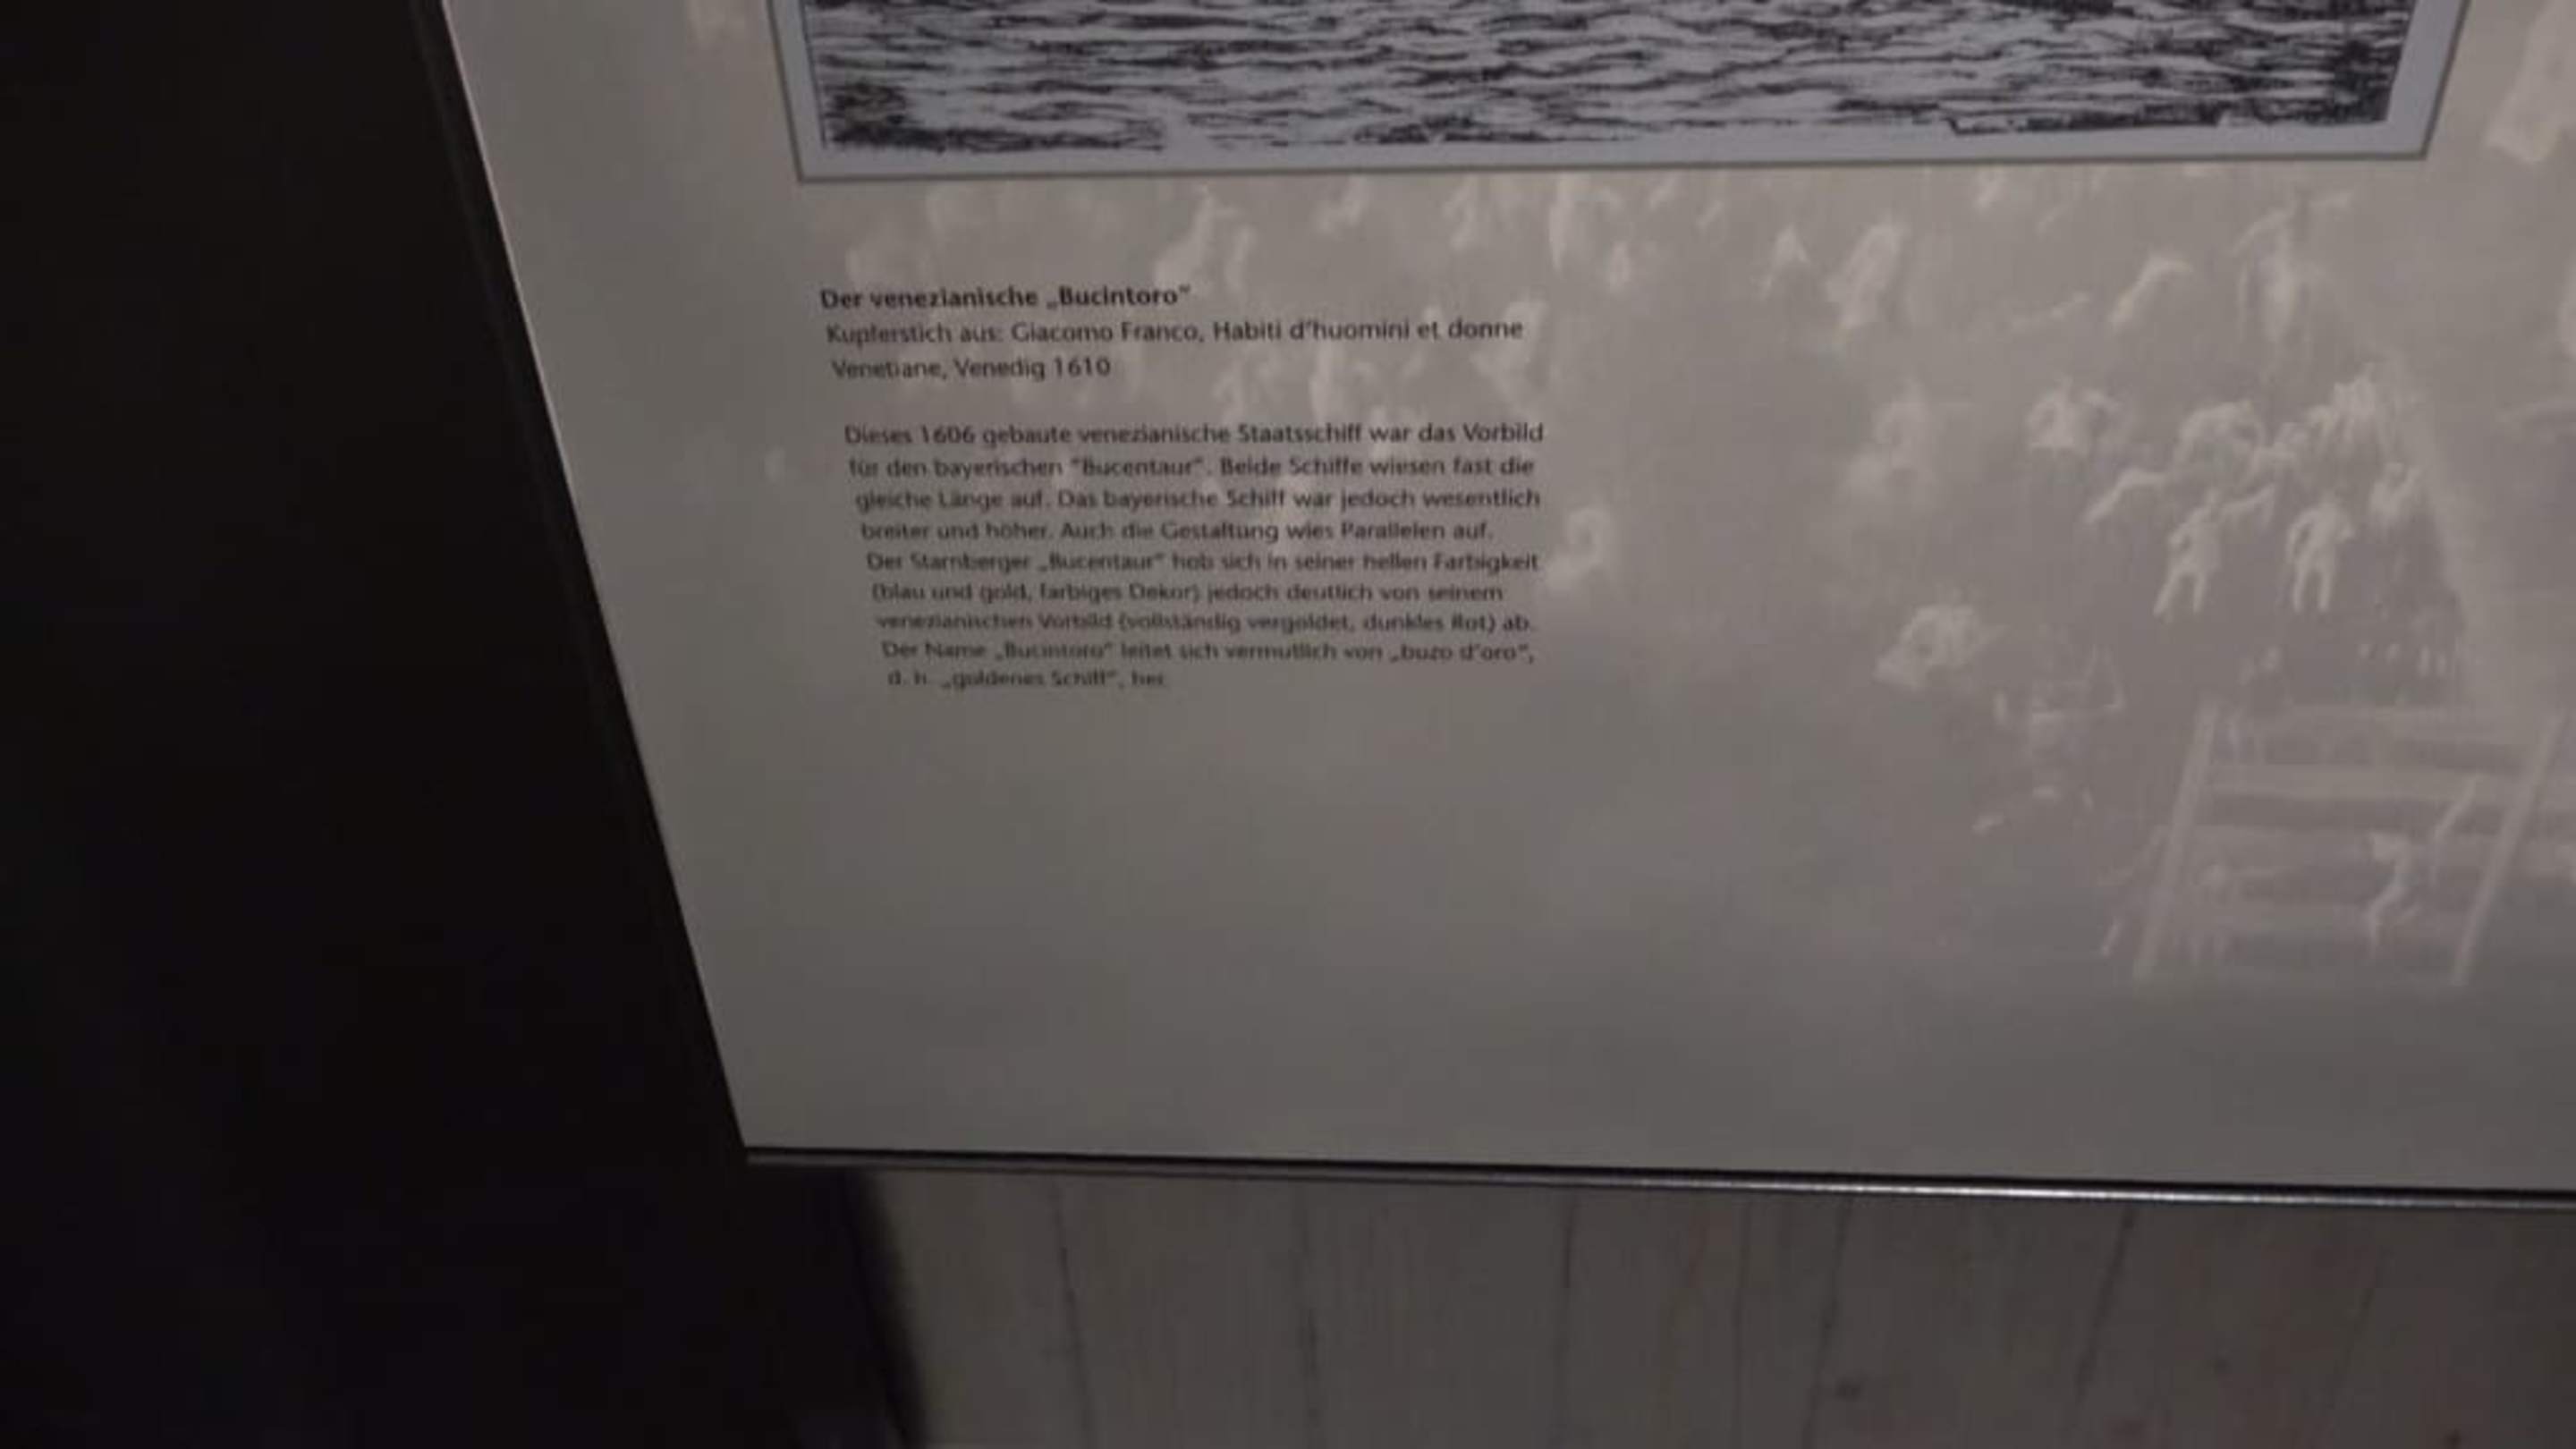 Der venezianische „Bucintoro"
Kupferstich aus: Giacomo Franco, Habiti d'huomini et donne
Venetiane, Venedig 1610
Dieses 1606 gebaute venezianische Staatsschiff war das Vorbild
für den bayerischen "Bucentaur". Beide Schiffe wiesen fast die
gleiche Länge auf. Das bayerische Schiff war jedoch wesentlich
breiter und höher. Auch die Gestaltung wies Parallelen auf.
Der Starnberger „Bucentaur" hob sich in seiner hellen Farbigkeit
(blau und gold, farbiges Dekor) jedoch deutlich von seinem
venezianischen Vorbild (vollständig vergoldet, dunkles Rot) ab.
Der Name „Bucintoro" leitet sich vermutlich von „buzo d'oro",
d. h. „goldenes Schiff", her.